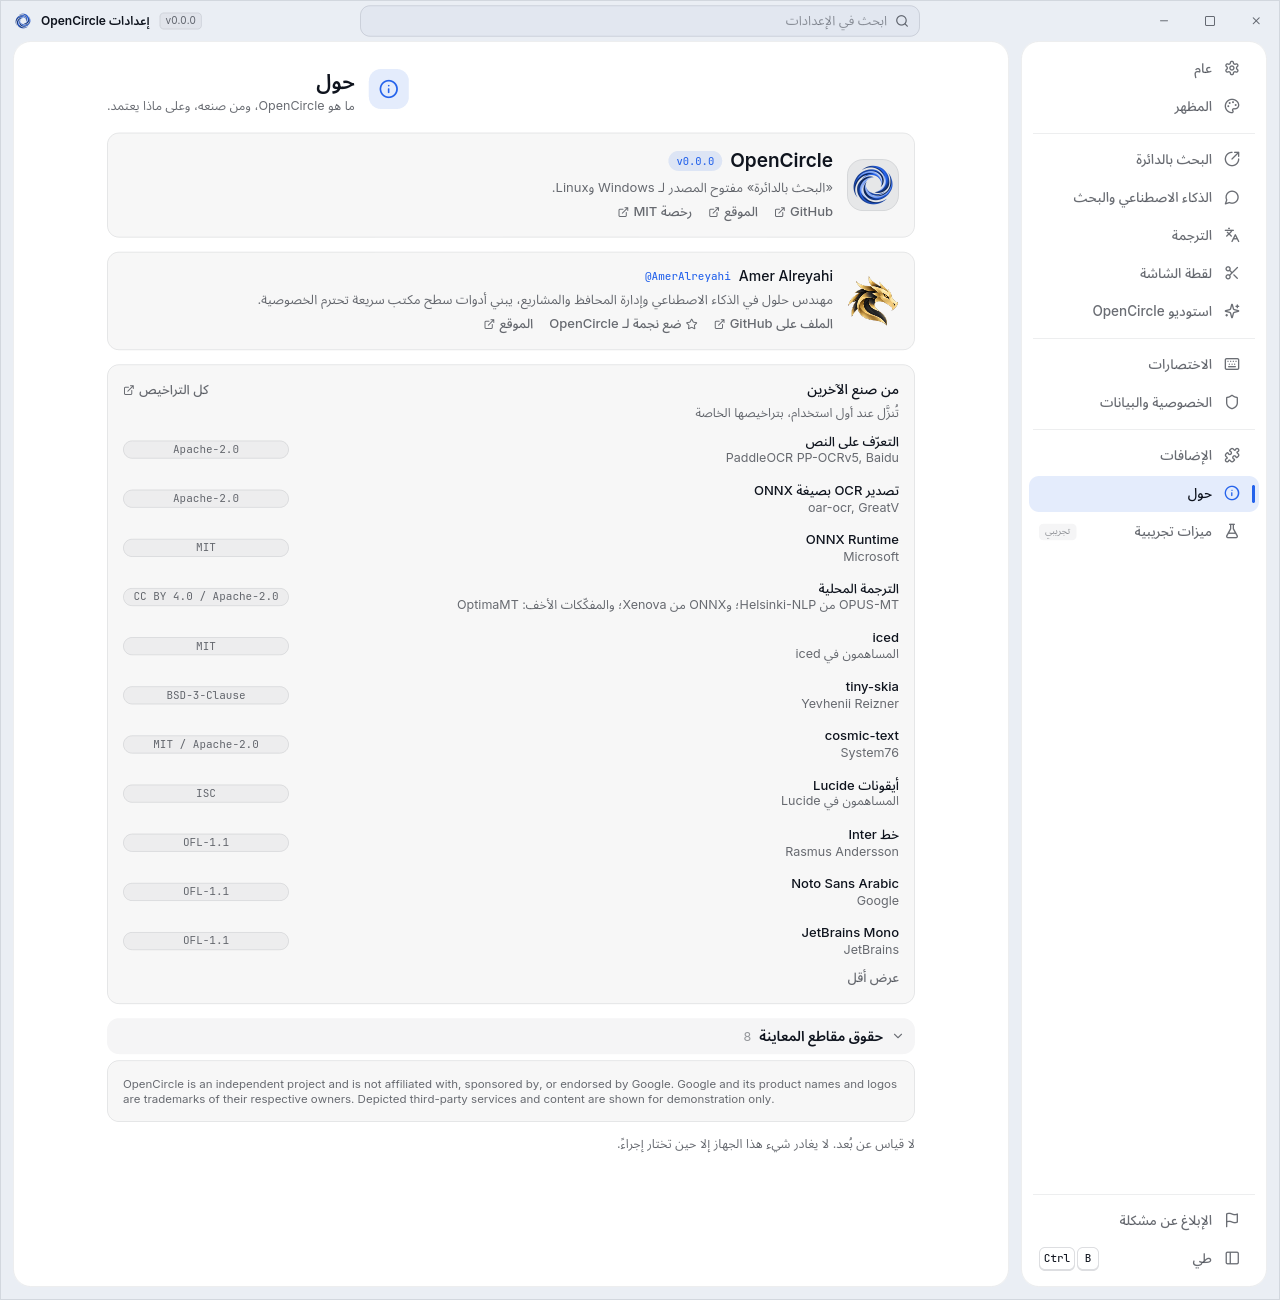 إعدادات OpenCircle v0.0.0
ابحث في الإعدادات
عام
المظهر
البحث بالدائرة
الذكاء الاصطناعي والبحث
الترجمة
لقطة الشاشة
استوديو OpenCircle
الاختصارات
الخصوصية والبيانات
الإضافات
حول
ميزات تجريبية تجريبي
الإبلاغ عن مشكلة
طي Ctrl B
حول
ما هو OpenCircle، ومن صنعه، وعلى ماذا يعتمد.
OpenCircle v0.0.0
«البحث بالدائرة» مفتوح المصدر لـ Windows وLinux.
GitHub الموقع رخصة MIT
Amer Alreyahi @AmerAlreyahi
مهندس حلول في الذكاء الاصطناعي وإدارة المحافظ والمشاريع، يبني أدوات سطح مكتب سريعة تحترم الخصوصية.
الملف على GitHub ضع نجمة لـ OpenCircle الموقع
من صنع الآخرين كل التراخيص
تُنزَّل عند أول استخدام، بتراخيصها الخاصة
التعرّف على النص
PaddleOCR PP-OCRv5, Baidu
Apache-2.0
تصدير OCR بصيغة ONNX
oar-ocr, GreatV
Apache-2.0
ONNX Runtime
Microsoft
MIT
الترجمة المحلية
OPUS-MT من Helsinki-NLP؛ وONNX من Xenova؛ والمفكّكات الأخف: OptimaMT
CC BY 4.0 / Apache-2.0
iced
المساهمون في iced
MIT
tiny-skia
Yevhenii Reizner
BSD-3-Clause
cosmic-text
System76
MIT / Apache-2.0
أيقونات Lucide
المساهمون في Lucide
ISC
خط Inter
Rasmus Andersson
OFL-1.1
Noto Sans Arabic
Google
OFL-1.1
JetBrains Mono
JetBrains
OFL-1.1
عرض أقل
حقوق مقاطع المعاينة 8
OpenCircle is an independent project and is not affiliated with, sponsored by, or endorsed by Google. Google and its product names and logos
are trademarks of their respective owners. Depicted third-party services and content are shown for demonstration only.
لا قياس عن بُعد. لا يغادر شيء هذا الجهاز إلا حين تختار إجراءً.